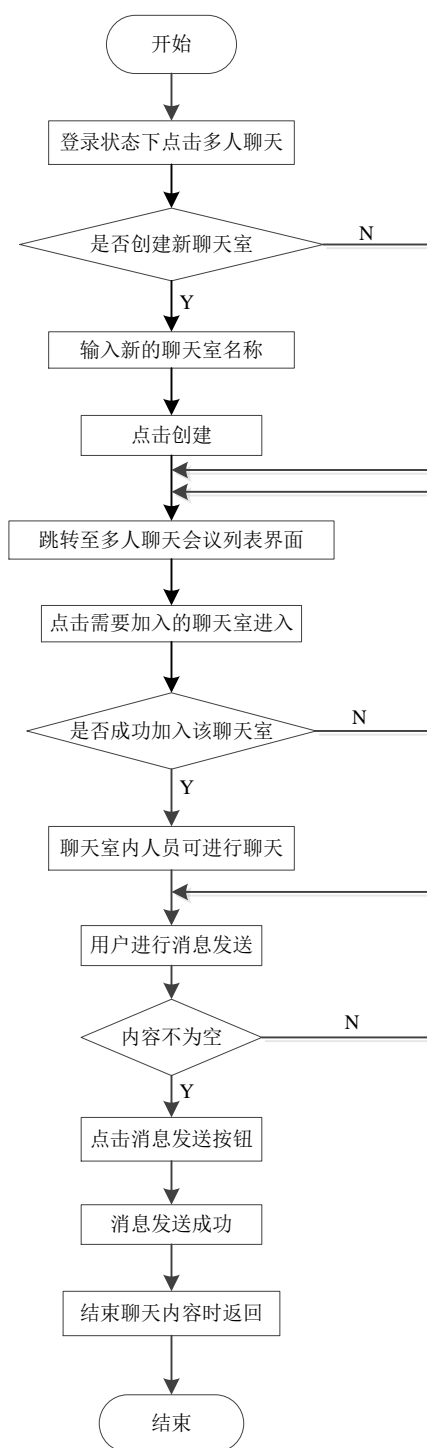 开始
登录状态下点击多人聊天
是否创建新聊天室
N
Y
输入新的聊天室名称
点击创建
跳转至多人聊天会议列表界面
点击需要加入的聊天室进入
是否成功加入该聊天室
N
Y
聊天室内人员可进行聊天
用户进行消息发送
内容不为空
N
Y
点击消息发送按钮
消息发送成功
结束聊天内容时返回
结束